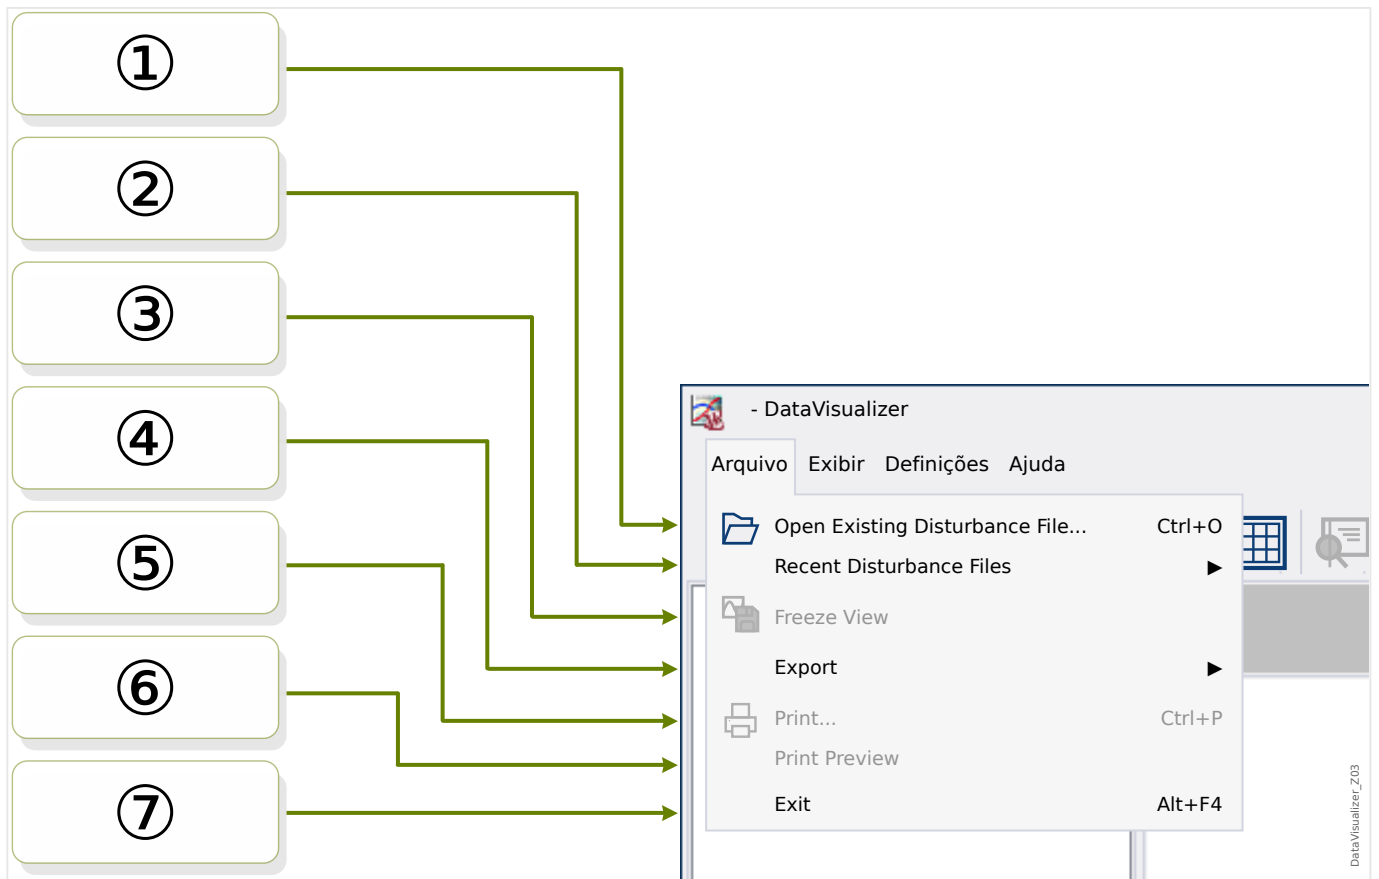 ①
②
③
④
⑤
⑥
⑦
- DataVisualizer
Arquivo Exibir Definições Ajuda
Open Existing Disturbance File... Ctrl+O
Recent Disturbance Files ▶
Freeze View
Export ▶
Print... Ctrl+P
Print Preview
Exit Alt+F4
DataVisualizer_Z03